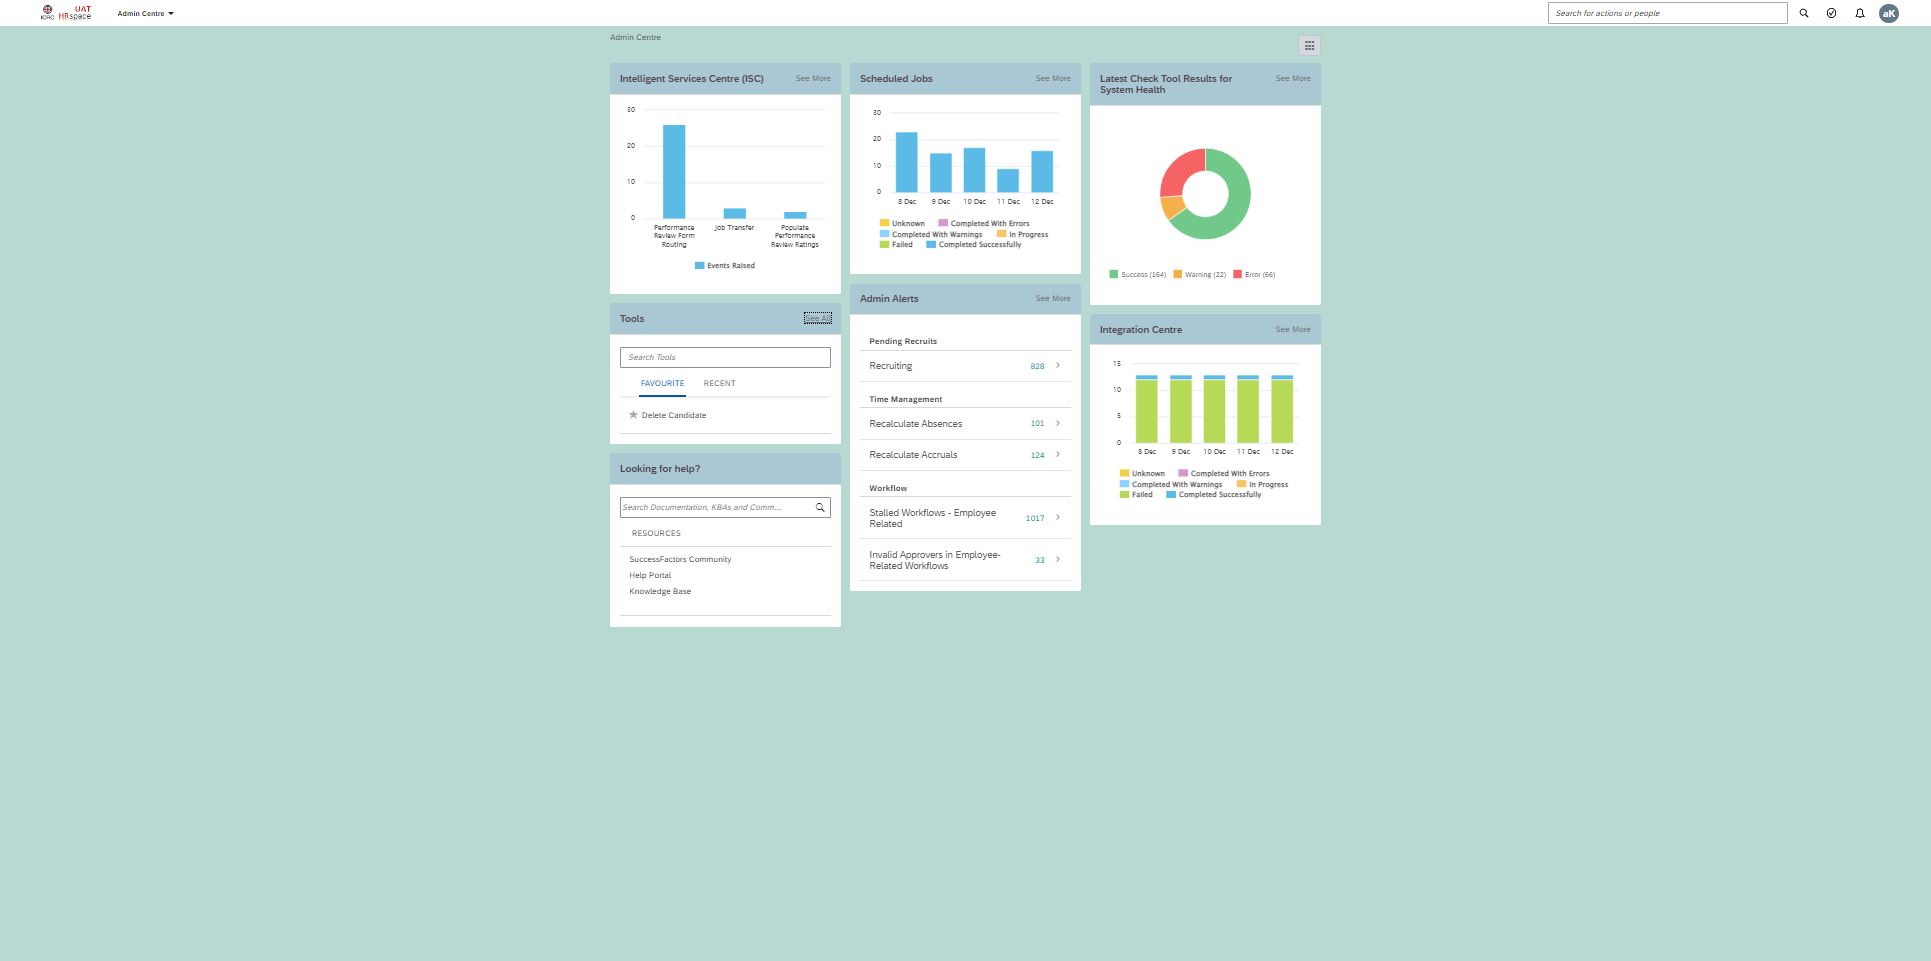 ICRC
UAT
HRspace
Admin Centre
Search for actions or people
aK
Admin Centre
Intelligent Services Centre (ISC)
See More
30
20
10
0
Performance
Review Form
Routing
Job Transfer
Populate
Performance
Review Ratings
Events Raised
Tools
See All
Search Tools
FAVOURITE
RECENT
Delete Candidate
Looking for help?
Search Documentation, KBAs and Comm...
RESOURCES
SuccessFactors Community
Help Portal
Knowledge Base
Scheduled Jobs
See More
30
20
10
0
8 Dec
9 Dec
10 Dec
11 Dec
12 Dec
Unknown
Completed With Errors
Completed With Warnings
In Progress
Failed
Completed Successfully
Admin Alerts
See More
Pending Recruits
Recruiting
828
Time Management
Recalculate Absences
101
Recalculate Accruals
124
Workflow
Stalled Workflows - Employee
Related
1017
Invalid Approvers in Employee-
Related Workflows
33
Latest Check Tool Results for
System Health
See More
Success (164)
Warning (22)
Error (66)
Integration Centre
See More
15
10
5
0
8 Dec
9 Dec
10 Dec
11 Dec
12 Dec
Unknown
Completed With Errors
Completed With Warnings
In Progress
Failed
Completed Successfully